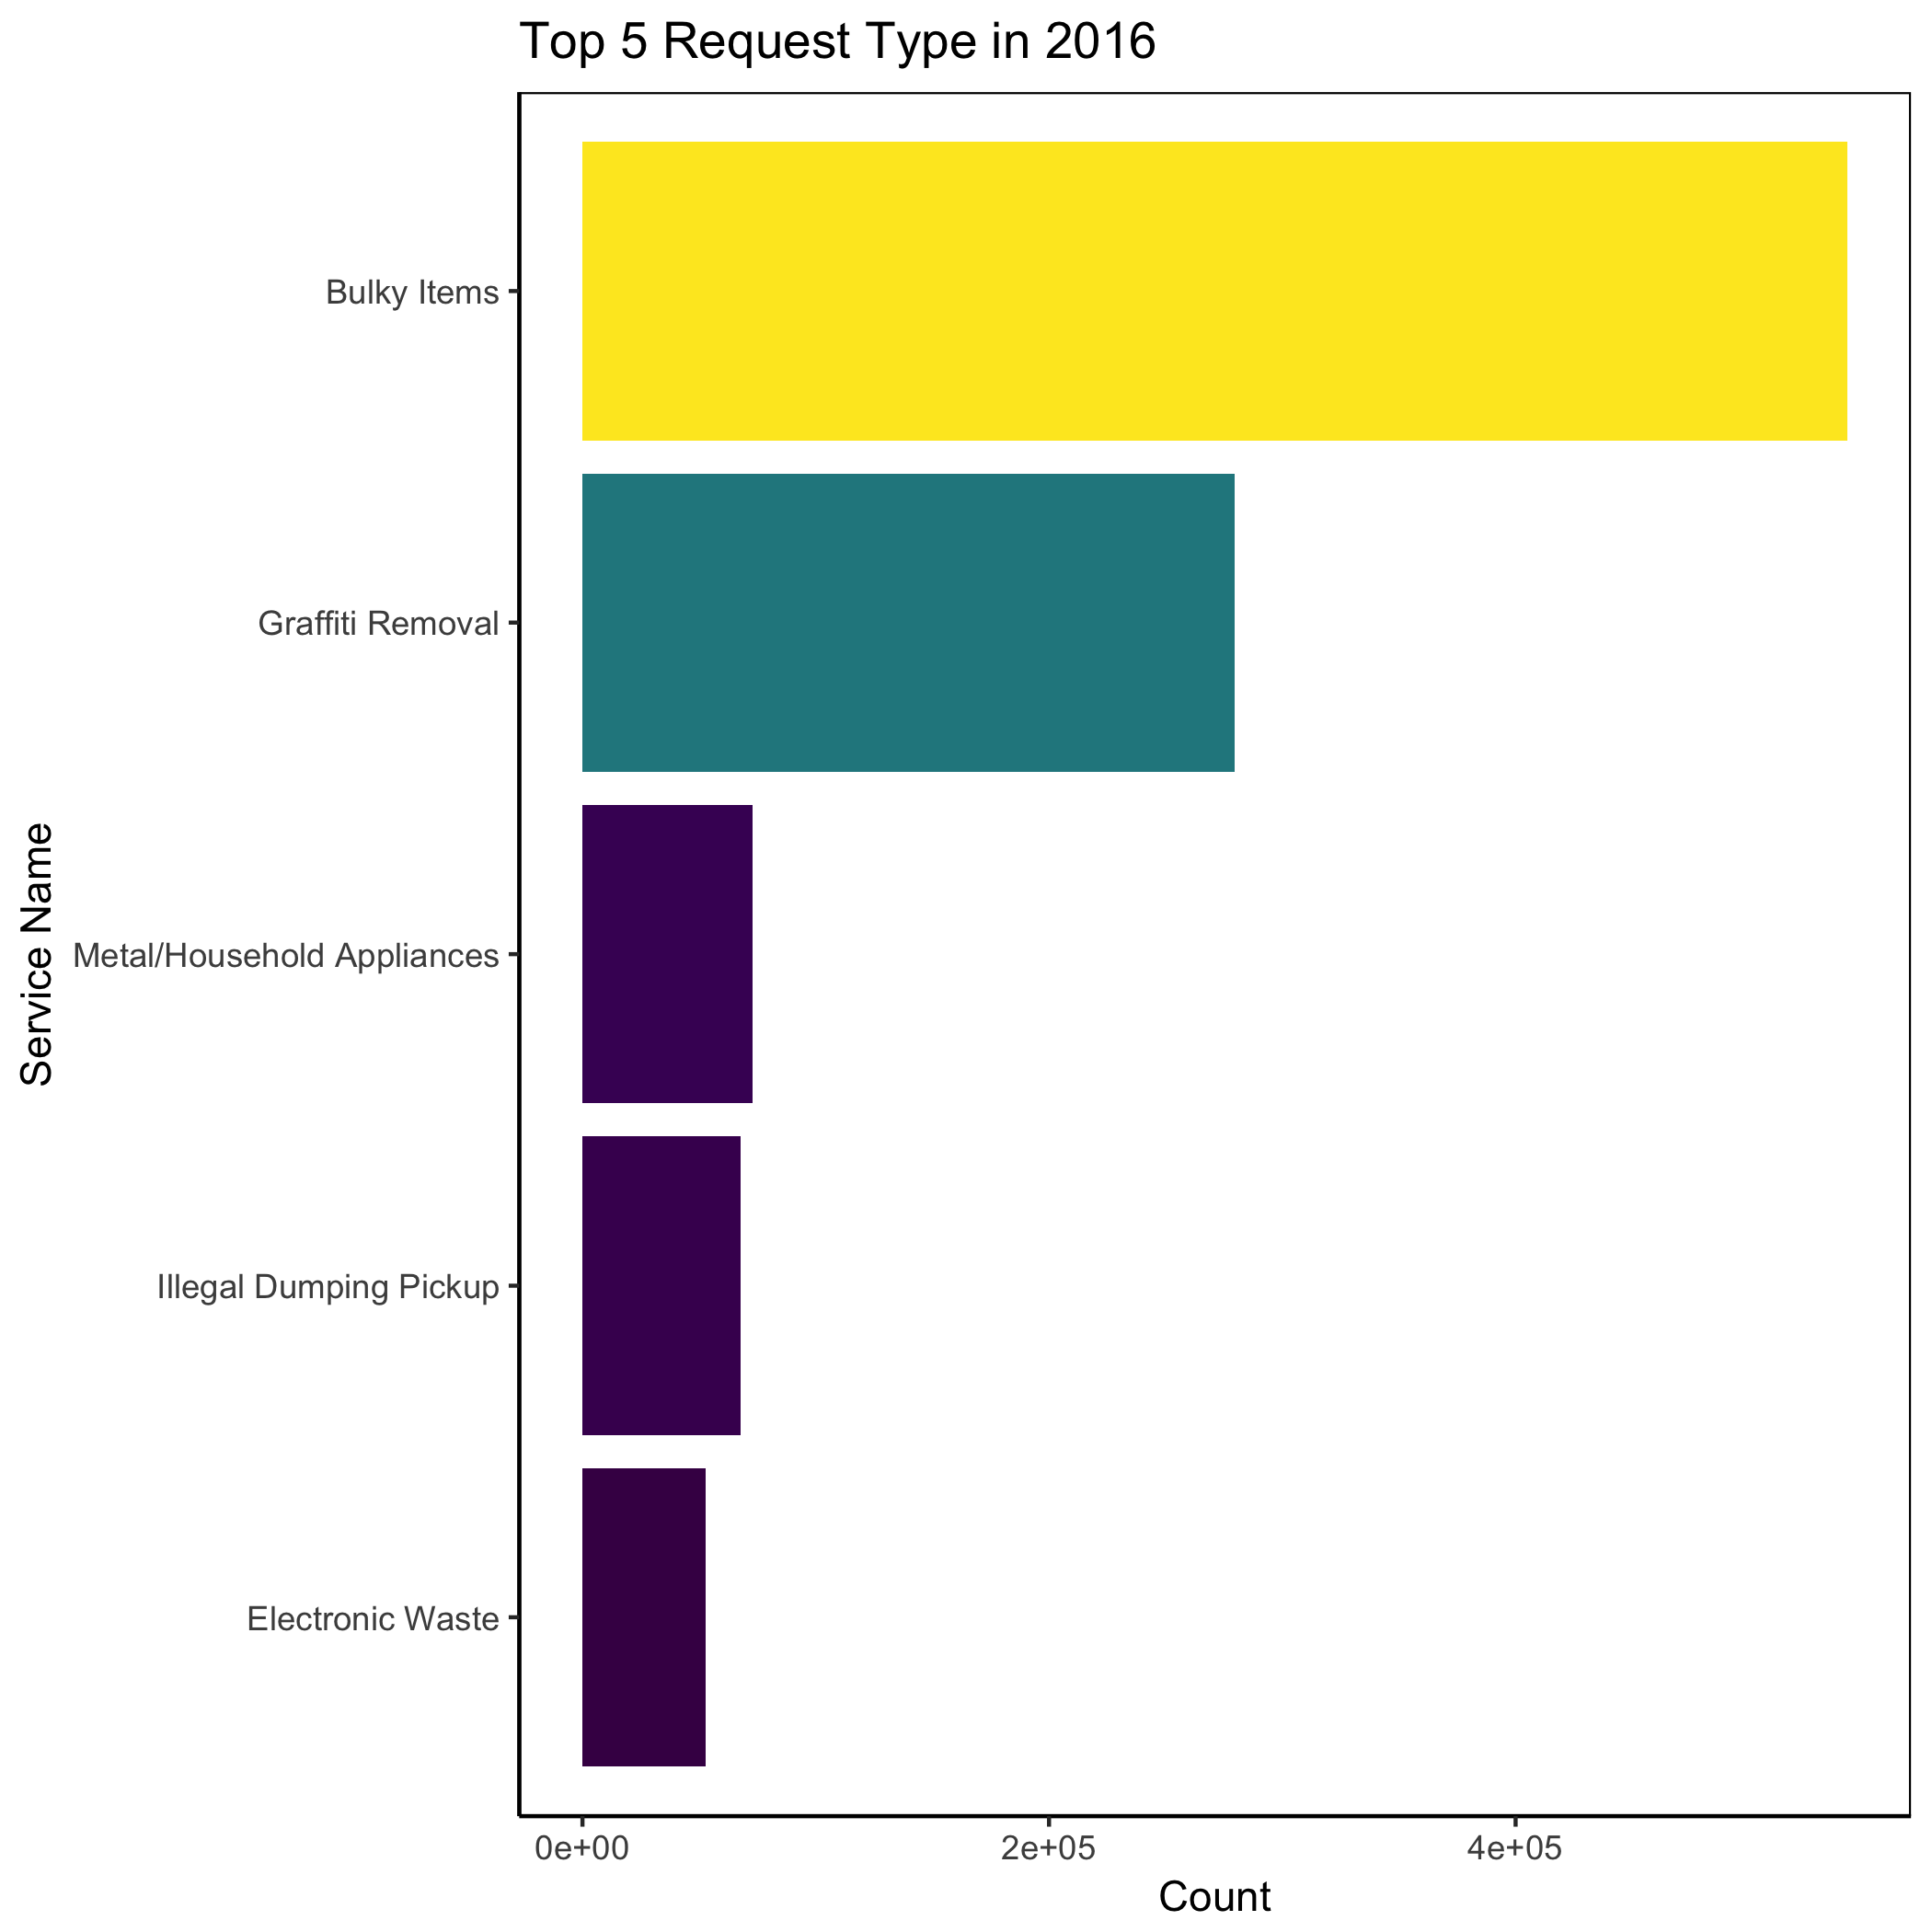 Top 5 Request Type in 2016
Service Name
Bulky Items
Graffiti Removal
Metal/Household Appliances
Illegal Dumping Pickup
Electronic Waste
0e+00 2e+05 4e+05
Count